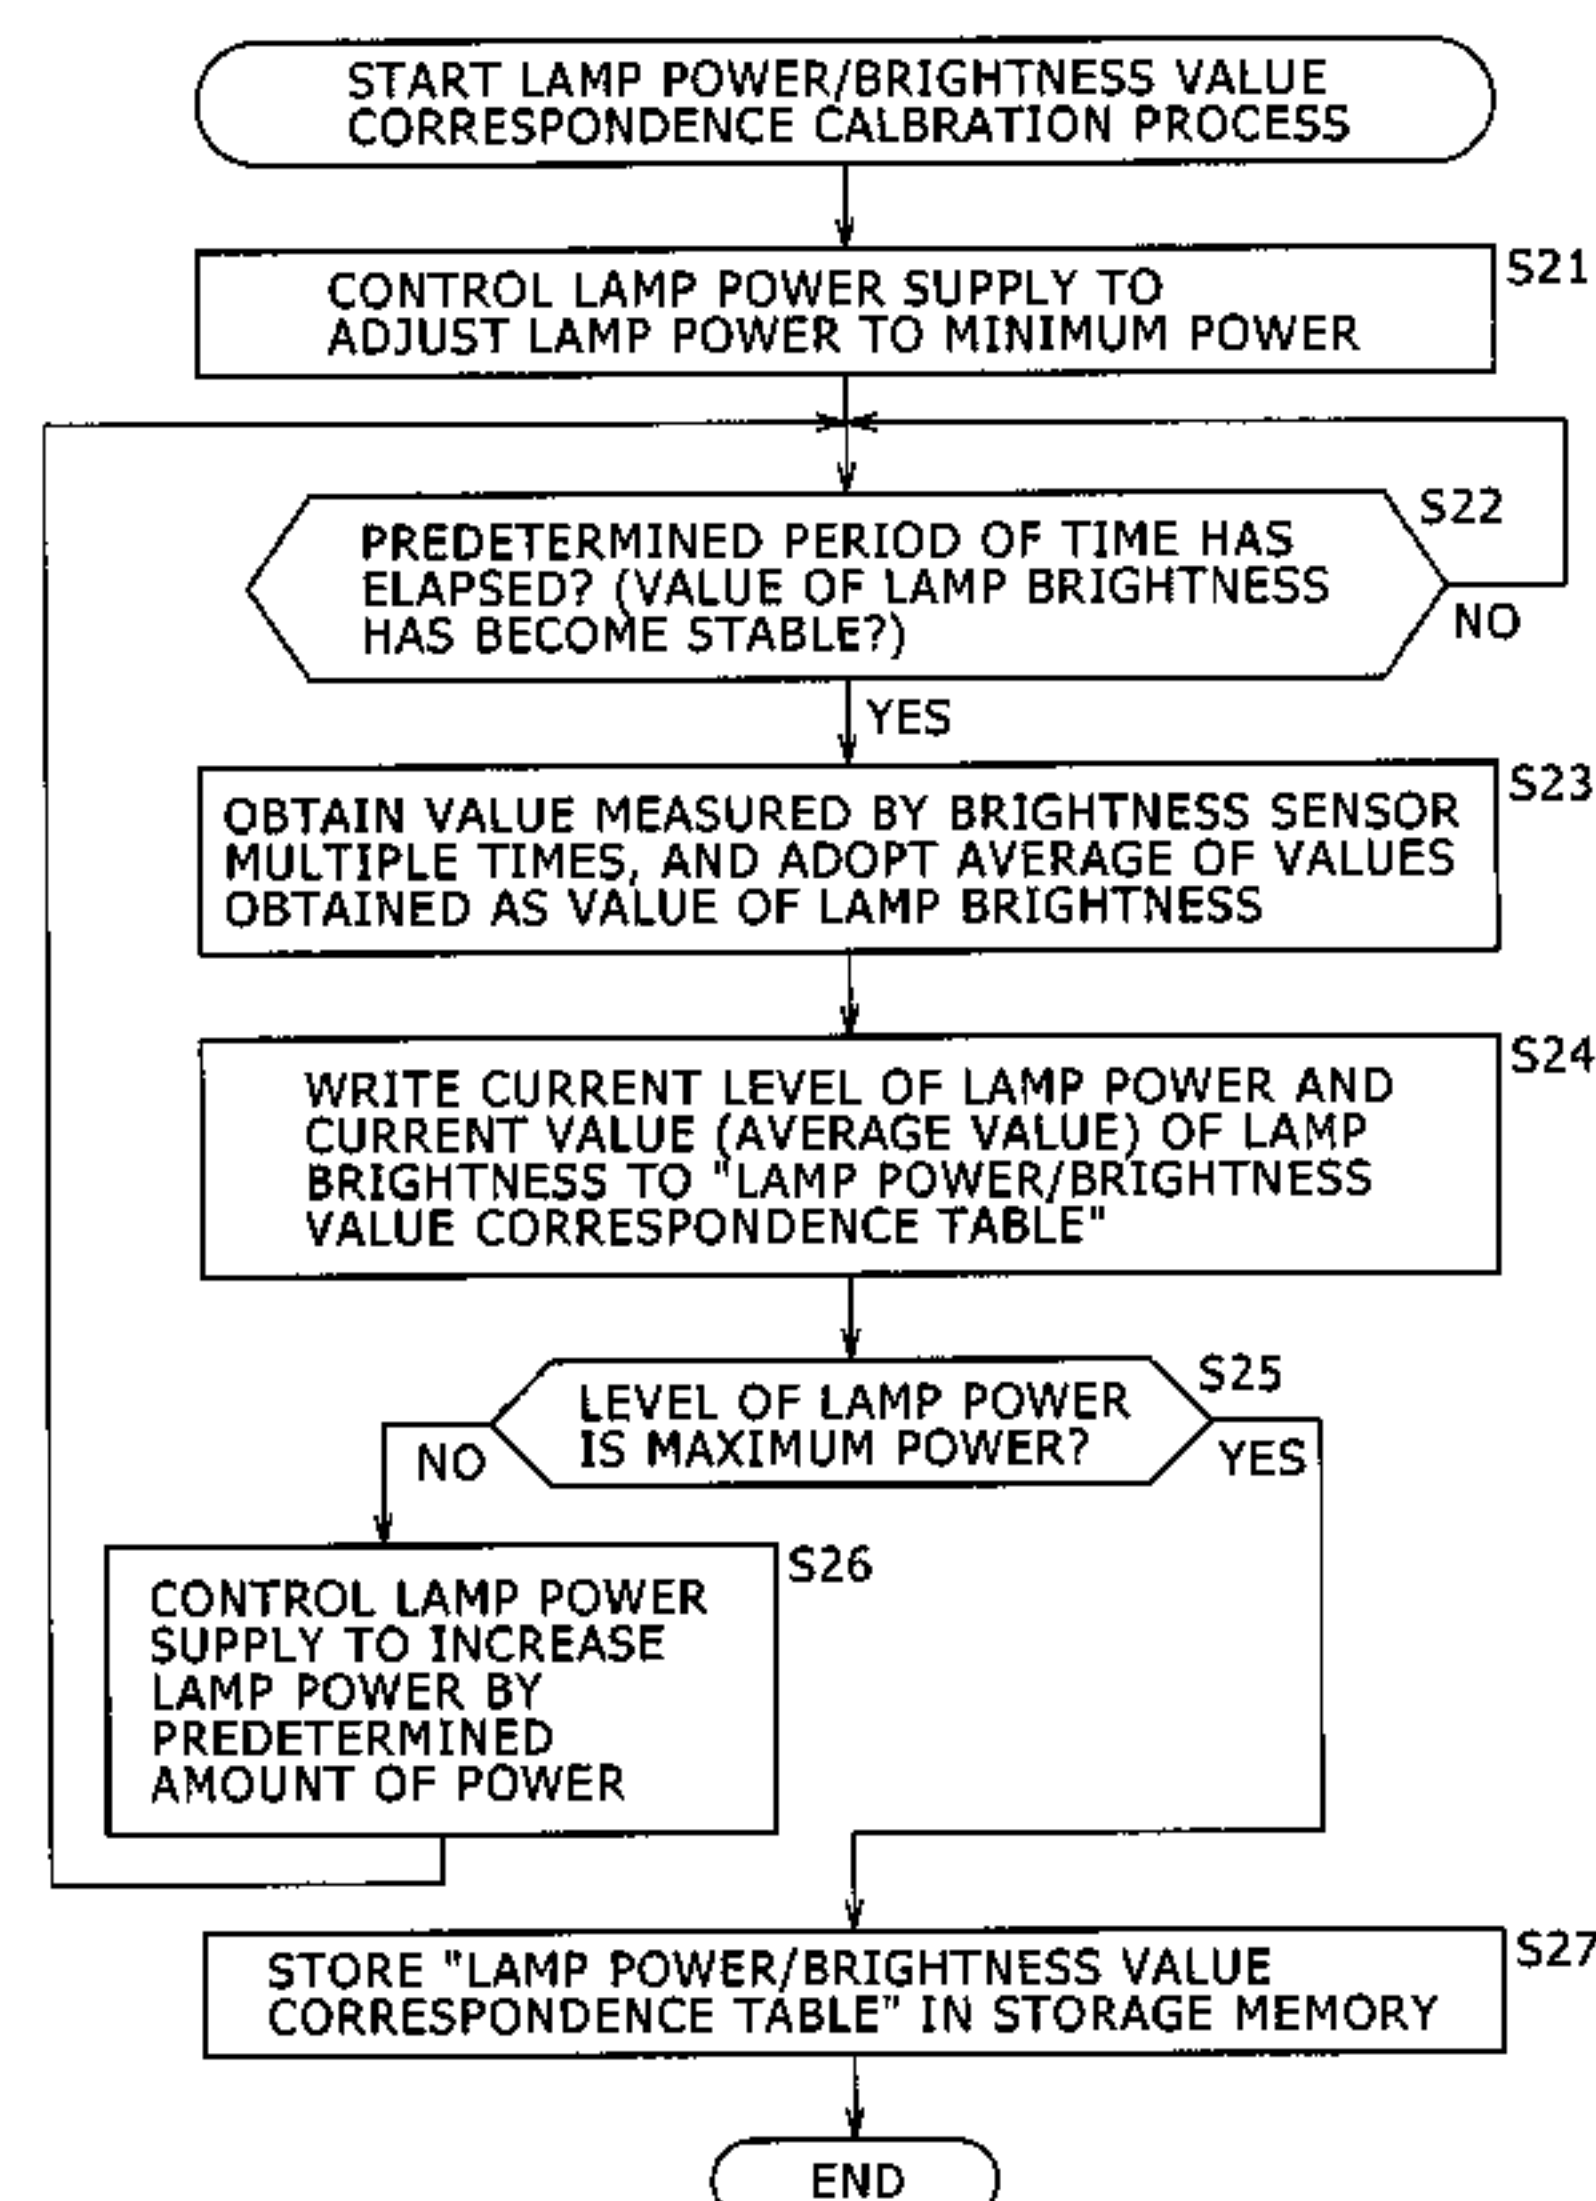 START LAMP POWER/BRIGHTNESS VALUE
CORRESPONDENCE CALBRATION PROCESS
S21
CONTROL LAMP POWER SUPPLY TO
ADJUST LAMP POWER TO MINIMUM POWER
S22
PREDETERMINED PERIOD OF TIME HAS
ELAPSED? (VALUE OF LAMP BRIGHTNESS
HAS BECOME STABLE?)
NO
YES
S23
OBTAIN VALUE MEASURED BY BRIGHTNESS SENSOR
MULTIPLE TIMES, AND ADOPT AVERAGE OF VALUES
OBTAINED AS VALUE OF LAMP BRIGHTNESS
S24
WRITE CURRENT LEVEL OF LAMP POWER AND
CURRENT VALUE (AVERAGE VALUE) OF LAMP
BRIGHTNESS TO "LAMP POWER/BRIGHTNESS
VALUE CORRESPONDENCE TABLE"
S25
LEVEL OF LAMP POWER
IS MAXIMUM POWER?
NO
YES
S26
CONTROL LAMP POWER
SUPPLY TO INCREASE
LAMP POWER BY
PREDETERMINED
AMOUNT OF POWER
S27
STORE "LAMP POWER/BRIGHTNESS VALUE
CORRESPONDENCE TABLE" IN STORAGE MEMORY
END